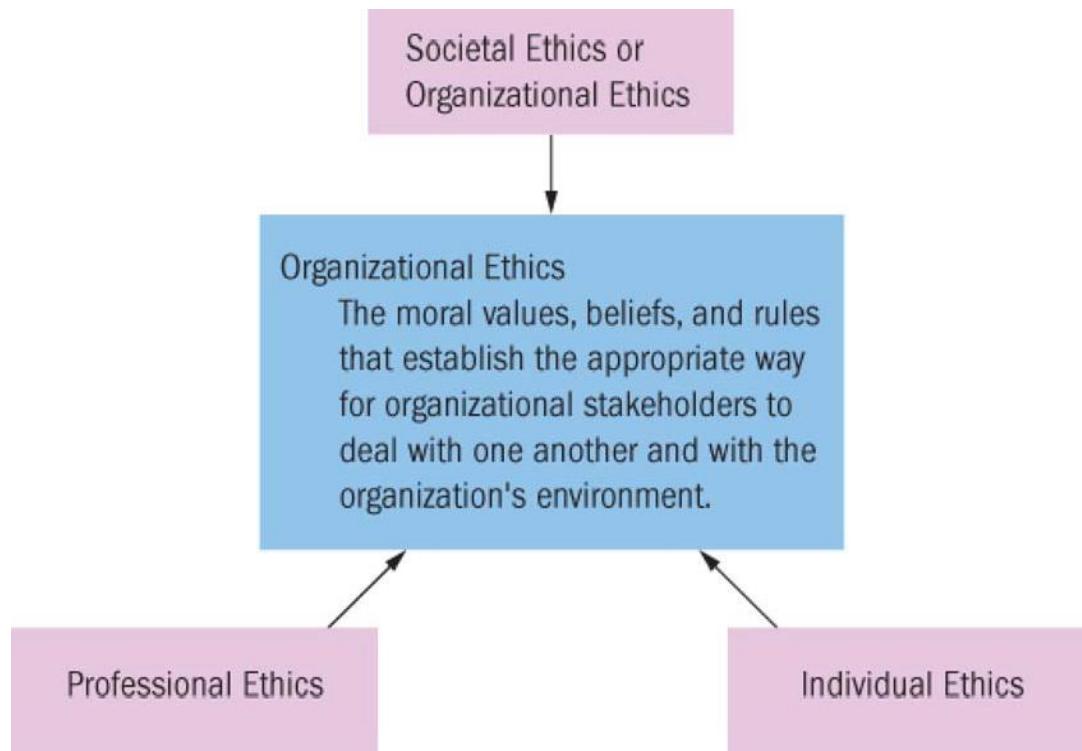 Societal Ethics or
Organizational Ethics
Organizational Ethics
The moral values, beliefs, and rules
that establish the appropriate way
for organizational stakeholders to
deal with one another and with the
organization's environment.
Professional Ethics
Individual Ethics